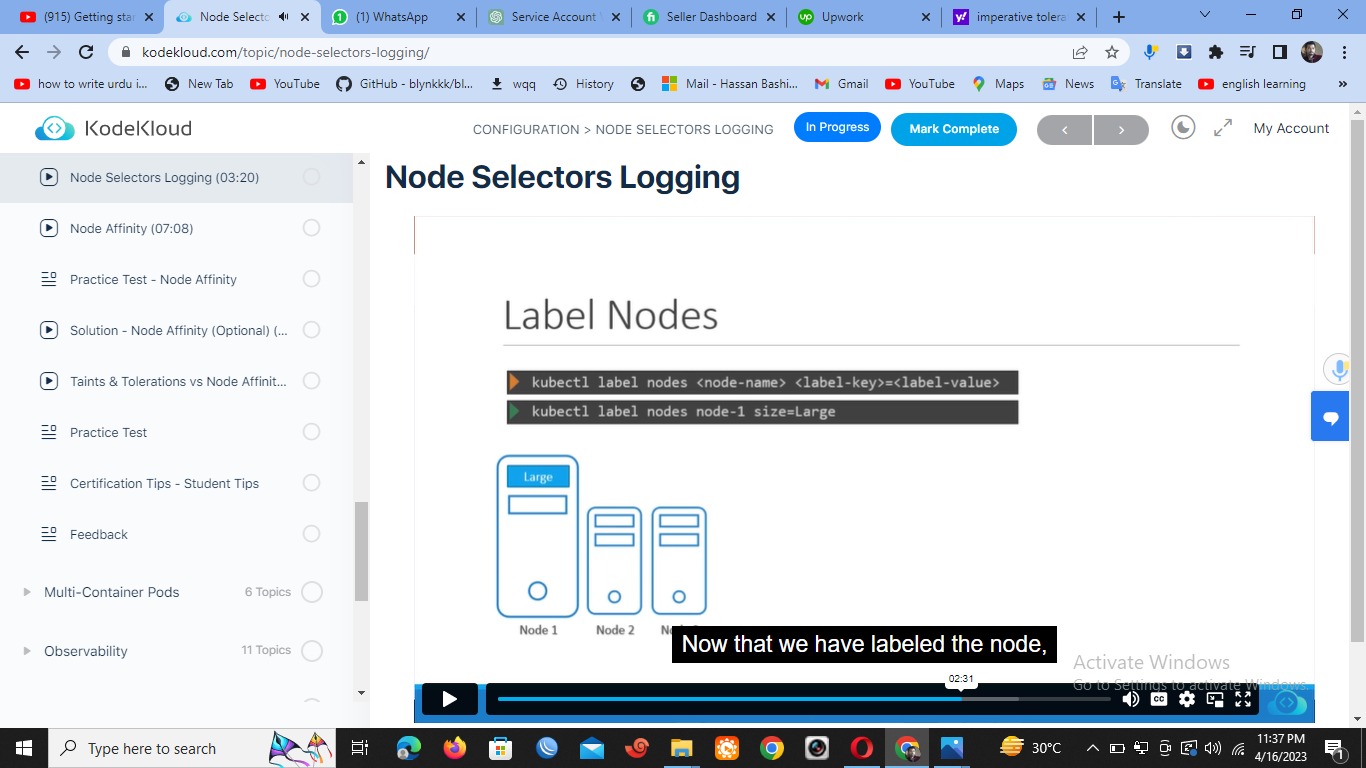 (915) Getting star
Node Selecto
(1) WhatsApp
Service Account
Seller Dashboard
Upwork
imperative tolera
kodekloud.com/topic/node-selectors-logging/
how to write urdu i...
New Tab
YouTube
GitHub - blynkkk/bl...
wqq
History
Mail - Hassan Bashi...
Gmail
YouTube
Maps
News
Translate
english learning
»
KodeKloud
CONFIGURATION > NODE SELECTORS LOGGING
In Progress
Mark Complete
My Account
Node Selectors Logging (03:20)
Node Affinity (07:08)
Practice Test - Node Affinity
Solution - Node Affinity (Optional) (...
Taints & Tolerations vs Node Affinit...
Practice Test
Certification Tips - Student Tips
Feedback
Multi-Container Pods 6 Topics
Observability 11 Topics
Node Selectors Logging
Label Nodes
kubectl label nodes <node-name> <label-key>=<label-value>
kubectl label nodes node-1 size=Large
Large
Node 1
Node 2
Now that we have labeled the node,
Activate Windows
Go to Settings to activate Windows.
02:31
CC
Type here to search
30°C
11:37 PM
4/16/2023
1